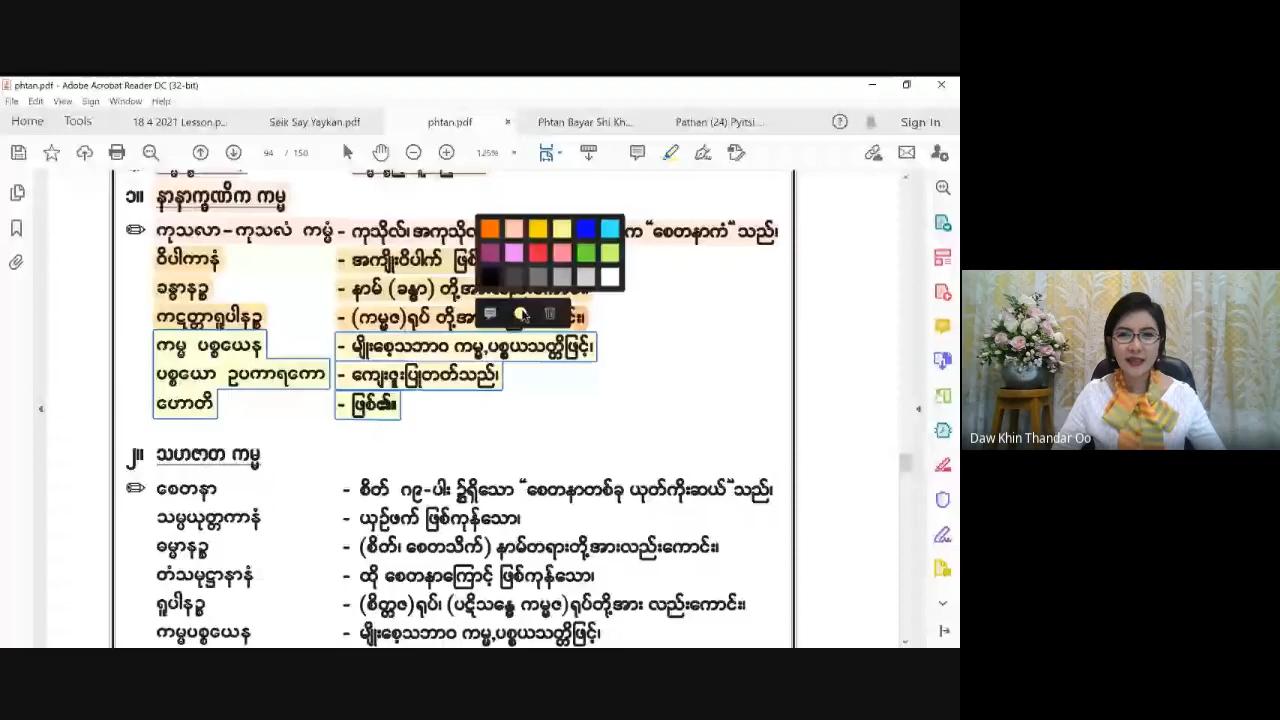 phtan.pdf - Adobe Acrobat Reader DC (32-bit)
File Edit View Sign Window Help
Home Tools 18 4 2021 Lesson.p... Seik Say Yaykan.pdf phtan.pdf × Phtan Bayar Shi Kh... Pathan (24) Pyitsi... Sign In
94 / 150 125%
၁။ နာနာက္ခဏိက ကမ္မ
ကုသလာ-ကုသလံ ကမ္မံ - ကုသိုလ်၊ အကုသိုလ က "စေတနာကံ" သည်၊
ဝိပါကာနံ - အကျိုးဝိပါက် ဖြစ်
ခန္ဓာနဉ္စ - နာမ် (ခန္ဓာ) တို့အား
ကဋတ္တာရူပါနဉ္စ - (ကမ္မဇ)ရုပ် တို့အာ င်း၊
ကမ္မ ပစ္စယေန - မျိုးစေ့သဘာဝ ကမ္မ,ပစ္စယသတ္တိဖြင့်၊
ပစ္စယော ဥပကာရကော - ကျေးဇူးပြုတတ်သည်၊
ဟောတိ - ဖြစ်၏။
၂။ သဟဇာတ ကမ္မ
စေတနာ - စိတ် ၈၉-ပါး ၌ရှိသော "စေတနာတစ်ခု ယုတ်ကိုးဆယ်"သည်၊
သမ္ပယုတ္တကာနံ - ယှဉ်ဖက် ဖြစ်ကုန်သော၊
ဓမ္မာနဉ္စ - (စိတ်၊ စေတသိက်) နာမ်တရားတို့အားလည်းကောင်း၊
တံသမုဋ္ဌာနာနံ - ထို စေတနာကြောင့် ဖြစ်ကုန်သော၊
ရူပါနဉ္စ - (စိတ္တဇ)ရုပ်၊ (ပဋိသန္ဓေ ကမ္မဇ)ရုပ်တို့အား လည်းကောင်း၊
ကမ္မပစ္စယေန - မျိုးစေ့သဘာဝ ကမ္မ,ပစ္စယသတ္တိဖြင့်၊
Daw Khin Thandar Oo